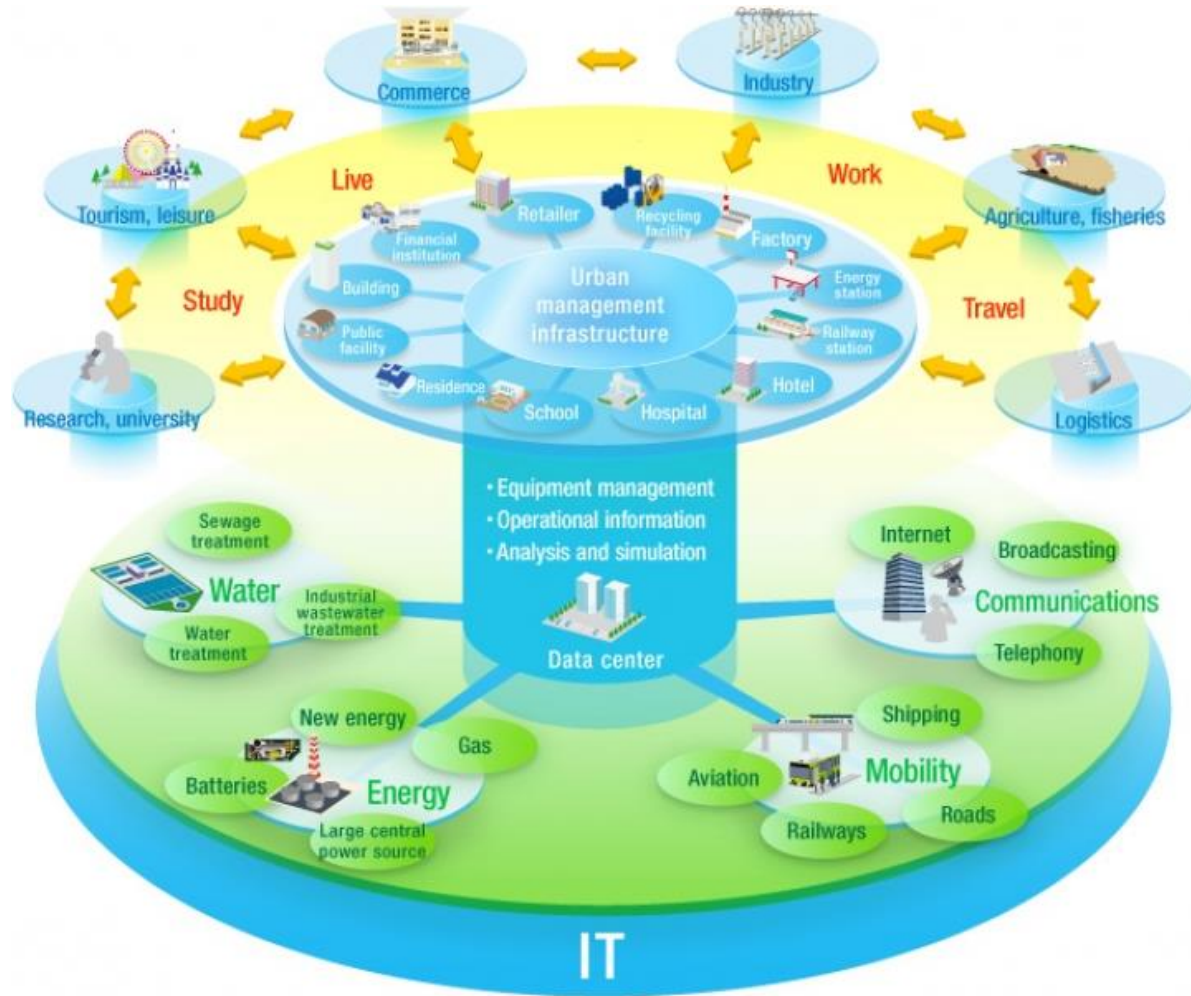 Commerce
Industry
Tourism, leisure
Live
Work
Agriculture, fisheries
Retailer
Recycling
facility
Financial
institution
Factory
Building
Urban
management
infrastructure
Energy
station
Study
Travel
Public
facility
Railway
station
Residence
School
Hospital
Hotel
Research, university
Logistics
• Equipment management
• Operational information
• Analysis and simulation
Data center
Sewage
treatment
Water
Industrial
wastewater
treatment
Water
treatment
Internet
Broadcasting
Communications
Telephony
New energy
Gas
Batteries
Energy
Large central
power source
Shipping
Aviation
Mobility
Railways
Roads
IT